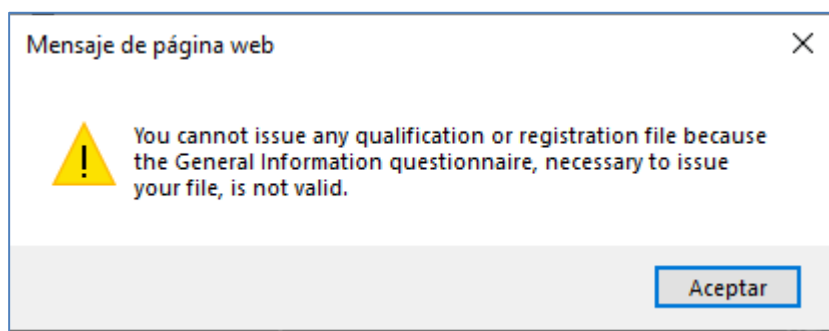 Mensaje de página web
You cannot issue any qualification or registration file because
the General Information questionnaire, necessary to issue
your file, is not valid.
Aceptar